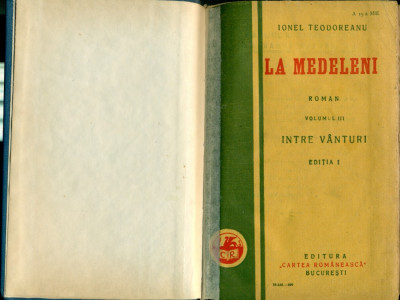 IONEL TEODOREANU
LA MEDELENI
ROMAN
VOLUMUL III
INTRE VÂNTURI
EDIȚIA I
EDITURA
„CARTEA ROMÂNEASCĂ"
BUCUREȘTI